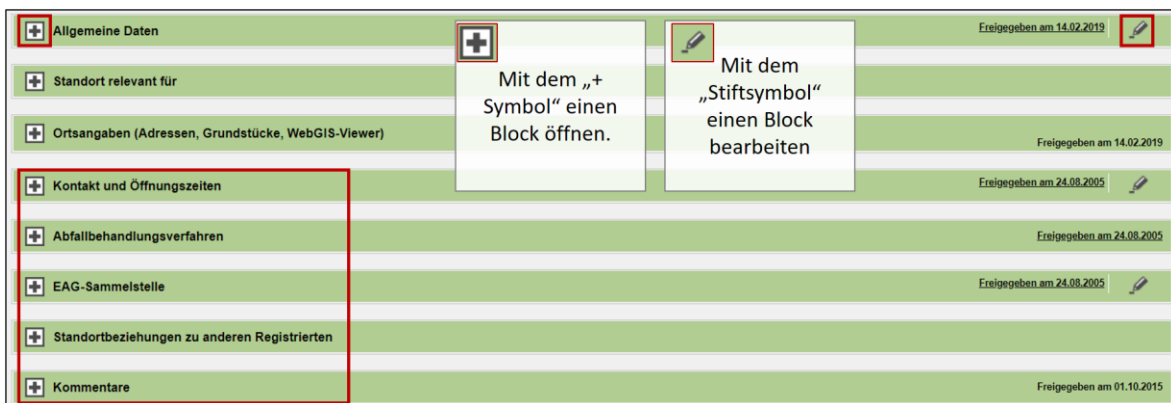 Allgemeine Daten
Freigegeben am 14.02.2019
Mit dem „+
Symbol“ einen
Block öffnen.
Mit dem
„Stiftsymbol“
einen Block
bearbeiten
Standort relevant für
Ortsangaben (Adressen, Grundstücke, WebGIS-Viewer)
Freigegeben am 14.02.2019
Kontakt und Öffnungszeiten
Freigegeben am 24.08.2005
Abfallbehandlungsverfahren
Freigegeben am 24.08.2005
EAG-Sammelstelle
Freigegeben am 24.08.2005
Standortbeziehungen zu anderen Registrierten
Kommentare
Freigegeben am 01.10.2015